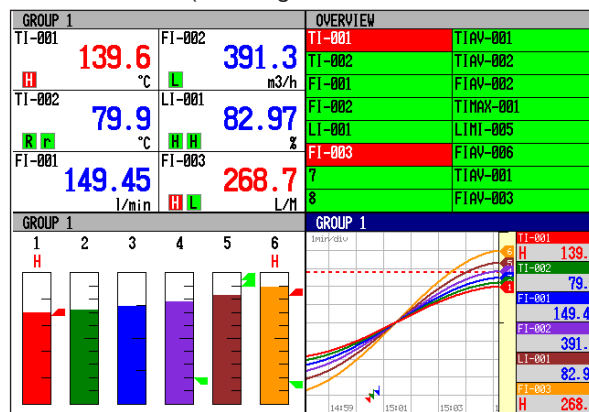 GROUP 1
TI-001
139.6
H
°C
FI-002
391.3
L
m3/h
TI-002
79.9
R r
°C
LI-001
82.97
H H
%
FI-001
149.45
l/min
FI-003
268.7
H L
L/M
OVERVIEW
TI-001
TIAV-001
TI-002
TIAV-002
FI-001
FIAV-002
FI-002
TIMAX-001
LI-001
LIMI-005
FI-003
FIAV-006
7
TIAV-001
8
FIAV-003
GROUP 1
1 2 3 4 5 6
H H
GROUP 1
1min/div
14:59 15:01 15:03 1
6
5
1
TI-001
H 139.
TI-002
79.
FI-001
149.4
FI-002
391.
LI-001
82.9
FI-003
H 268.